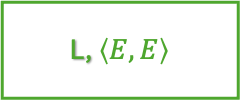 L, ⟨E, E⟩